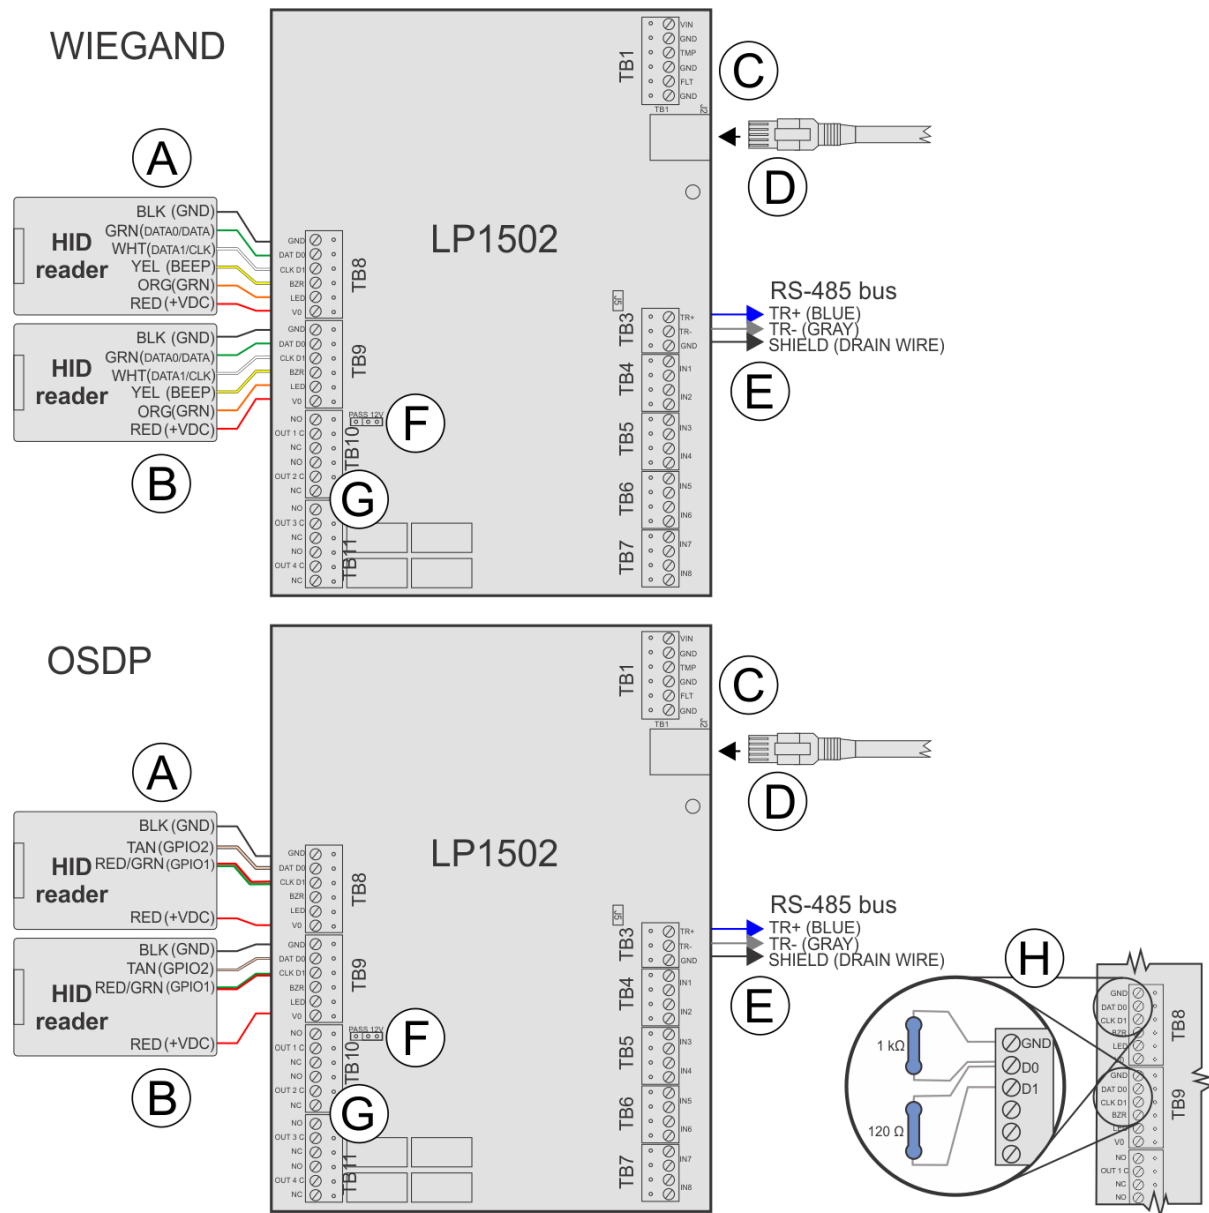 WIEGAND
A
HID
reader
BLK (GND)
GRN(DATA0/DATA)
WHT(DATA1/CLK)
YEL (BEEP)
ORG(GRN)
RED (+VDC)
HID
reader
BLK (GND)
GRN(DATA0/DATA)
WHT(DATA1/CLK)
YEL (BEEP)
ORG(GRN)
RED (+VDC)
B
LP1502
GND
DAT D0
CLK D1
BZR
LED
V0
TB8
GND
DAT D0
CLK D1
BZR
LED
V0
TB9
NO
OUT 1 C
NC
NO
OUT 2 C
NC
TB10
PASS 12V
F
G
NO
OUT 3 C
NC
NO
OUT 4 C
NC
TB11
TB1
VIN
GND
TMP
GND
FLT
GND
C
TB1
J2
D
J5
TB3
TR+
TR-
GND
RS-485 bus
TR+ (BLUE)
TR- (GRAY)
SHIELD (DRAIN WIRE)
E
TB4
IN1
IN2
TB5
IN3
IN4
TB6
IN5
IN6
TB7
IN7
IN8
OSDP
A
HID
reader
BLK (GND)
TAN(GPIO2)
RED/GRN (GPIO1)
RED (+VDC)
HID
reader
BLK (GND)
TAN(GPIO2)
RED/GRN (GPIO1)
RED(+VDC)
B
LP1502
GND
DAT D0
CLK D1
BZR
LED
V0
TB8
GND
DAT D0
CLK D1
BZR
LED
V0
TB9
NO
OUT 1 C
NC
NO
OUT 2 C
NC
TB10
PASS 12V
F
G
NO
OUT 3 C
NC
NO
OUT 4 C
NC
TB11
TB1
VIN
GND
TMP
GND
FLT
GND
C
TB1
J2
D
J5
TB3
TR+
TR-
GND
RS-485 bus
TR+ (BLUE)
TR- (GRAY)
SHIELD (DRAIN WIRE)
E
TB4
IN1
IN2
TB5
IN3
IN4
TB6
IN5
IN6
TB7
IN7
IN8
H
1 kΩ
120 Ω
GND
D0
D1
GND
DAT D0
CLK D1
BZR
LED
TB8
GND
DAT D0
CLK D1
BZR
LED
V0
TB9
NO
OUT 1 C
NC
NO